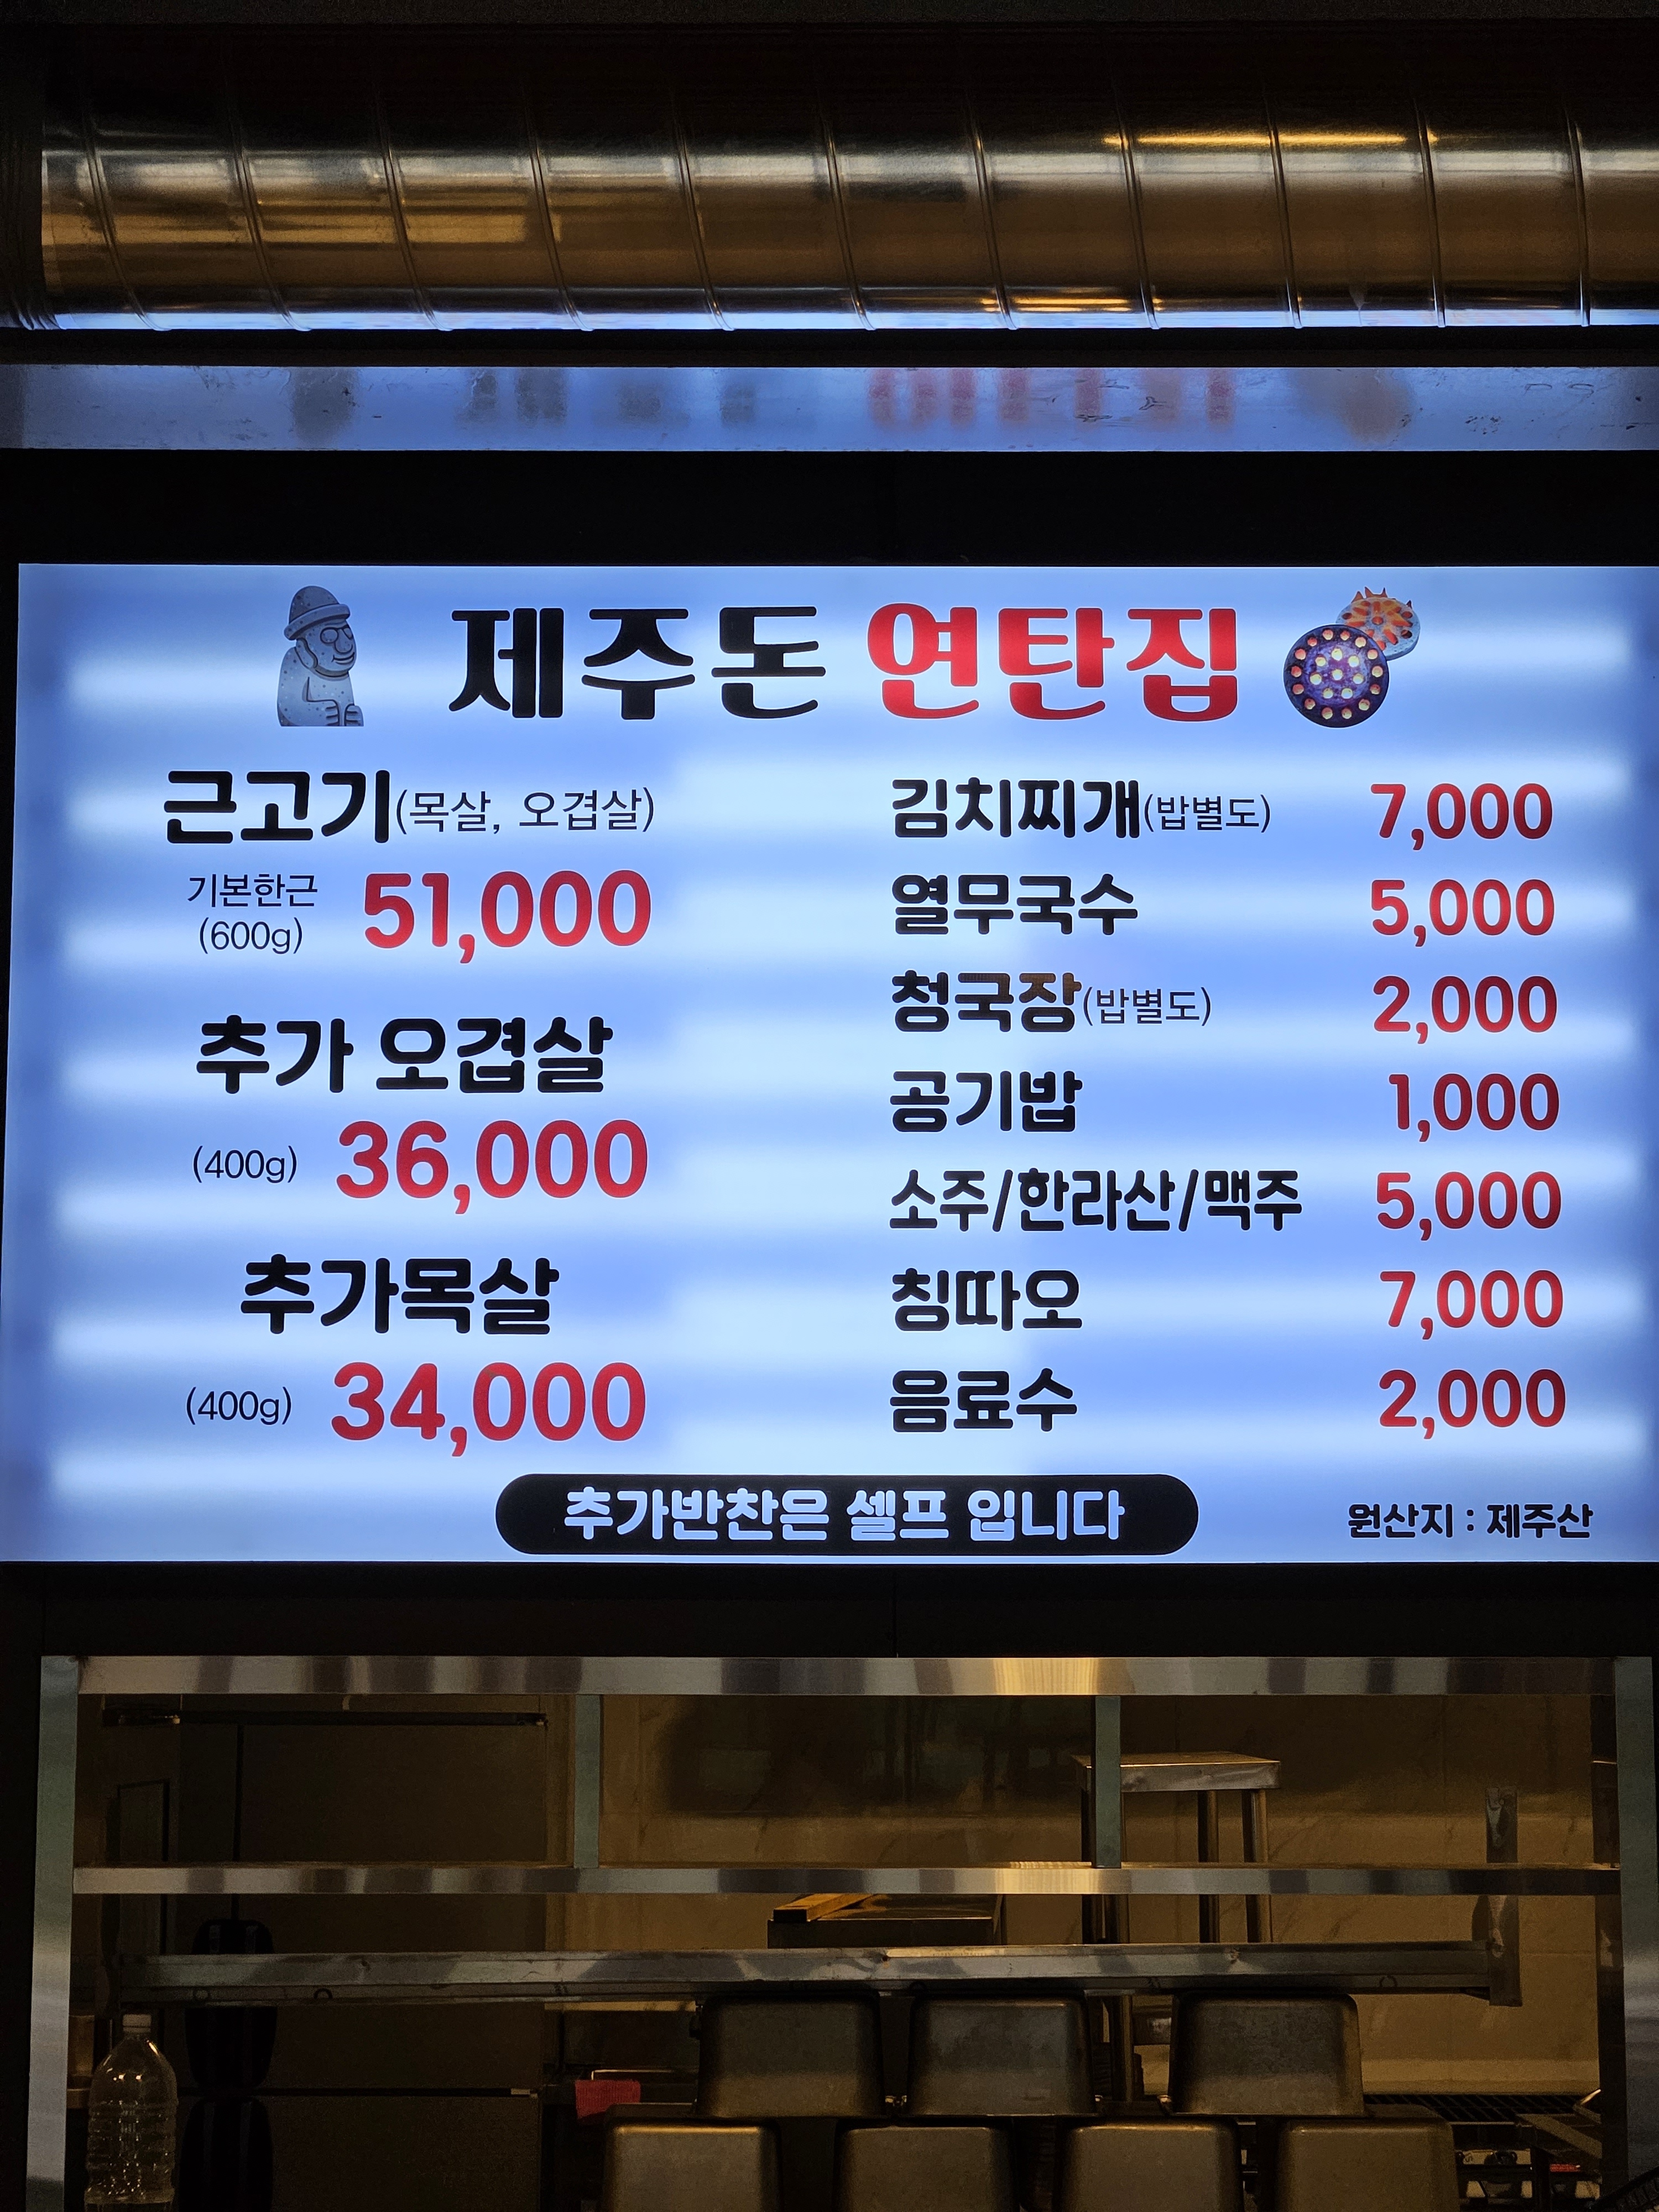 제주돈 연탄집
근고기(목살, 오겹살)
기본한근
(600g)
51,000
추가 오겹살
(400g) 36,000
추가목살
(400g) 34,000
김치찌개(밥별도) 7,000
열무국수 5,000
청국장(밥별도) 2,000
공기밥 1,000
소주/한라산/맥주 5,000
칭따오 7,000
음료수 2,000
추가반찬은 셀프 입니다
원산지 : 제주산